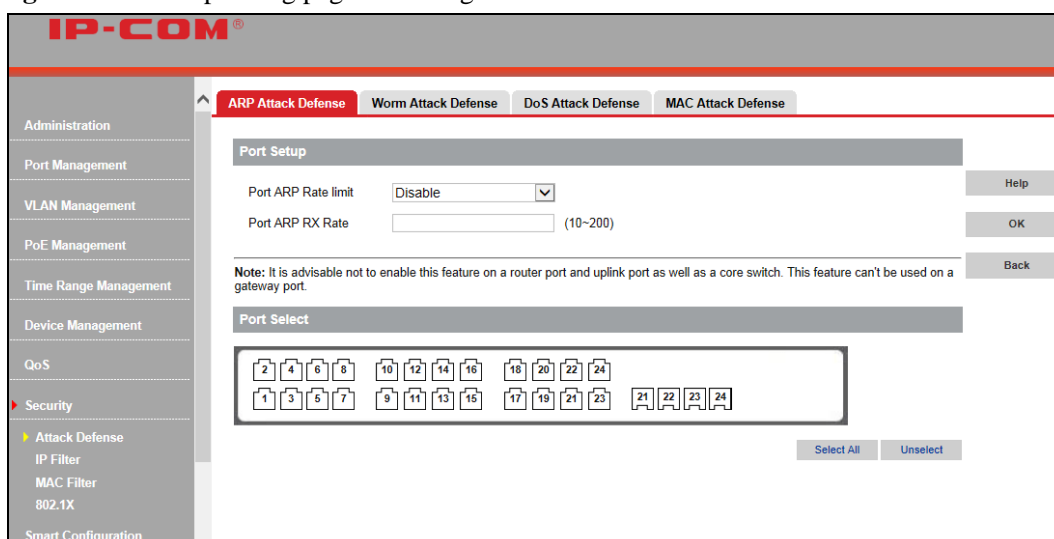 IP-COM®
ARP Attack Defense Worm Attack Defense DoS Attack Defense MAC Attack Defense
Administration
Port Management
VLAN Management
PoE Management
Time Range Management
Device Management
QoS
Security
Attack Defense
IP Filter
MAC Filter
802.1X
Smart Configuration
Port Setup
Port ARP Rate limit Disable
Port ARP RX Rate (10~200)
Note: It is advisable not to enable this feature on a router port and uplink port as well as a core switch. This feature can't be used on a
gateway port.
Port Select
2 4 6 8 10 12 14 16 18 20 22 24
1 3 5 7 9 11 13 15 17 19 21 23 21 22 23 24
Select All Unselect
Help
OK
Back